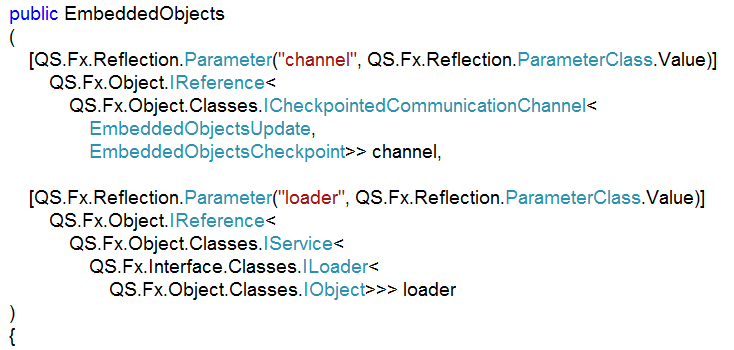 public EmbeddedObjects
(
[QS.Fx.Reflection.Parameter("channel", QS.Fx.Reflection.ParameterClass.Value)]
QS.Fx.Object.IReference<
QS.Fx.Object.Classes.ICheckpointedCommunicationChannel<
EmbeddedObjectsUpdate,
EmbeddedObjectsCheckpoint>> channel,
[QS.Fx.Reflection.Parameter("loader", QS.Fx.Reflection.ParameterClass.Value)]
QS.Fx.Object.IReference<
QS.Fx.Object.Classes.IService<
QS.Fx.Interface.Classes.ILoader<
QS.Fx.Object.Classes.IObject>>> loader
)
{